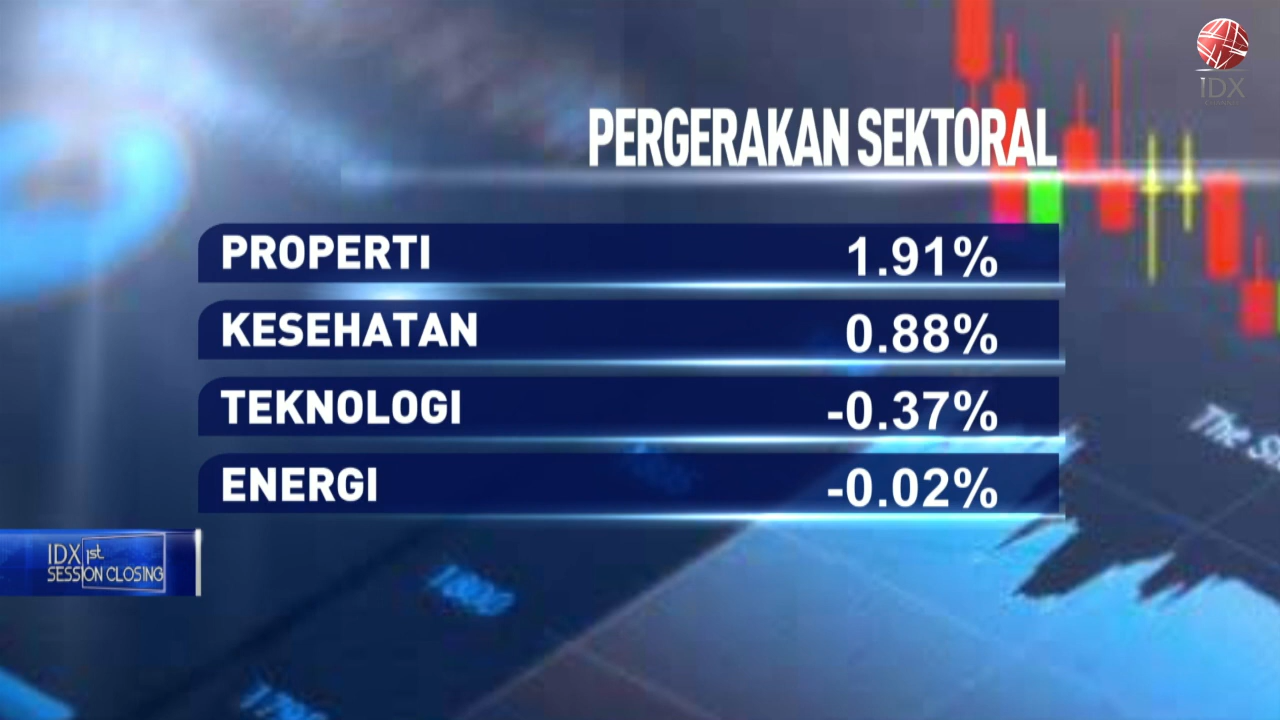 IDX
PERGERAKAN SEKTORAL
PROPERTI 1.91%
KESEHATAN 0.88%
TEKNOLOGI -0.37%
ENERGI -0.02%
The
IDX 1st
SESSION CLOSING